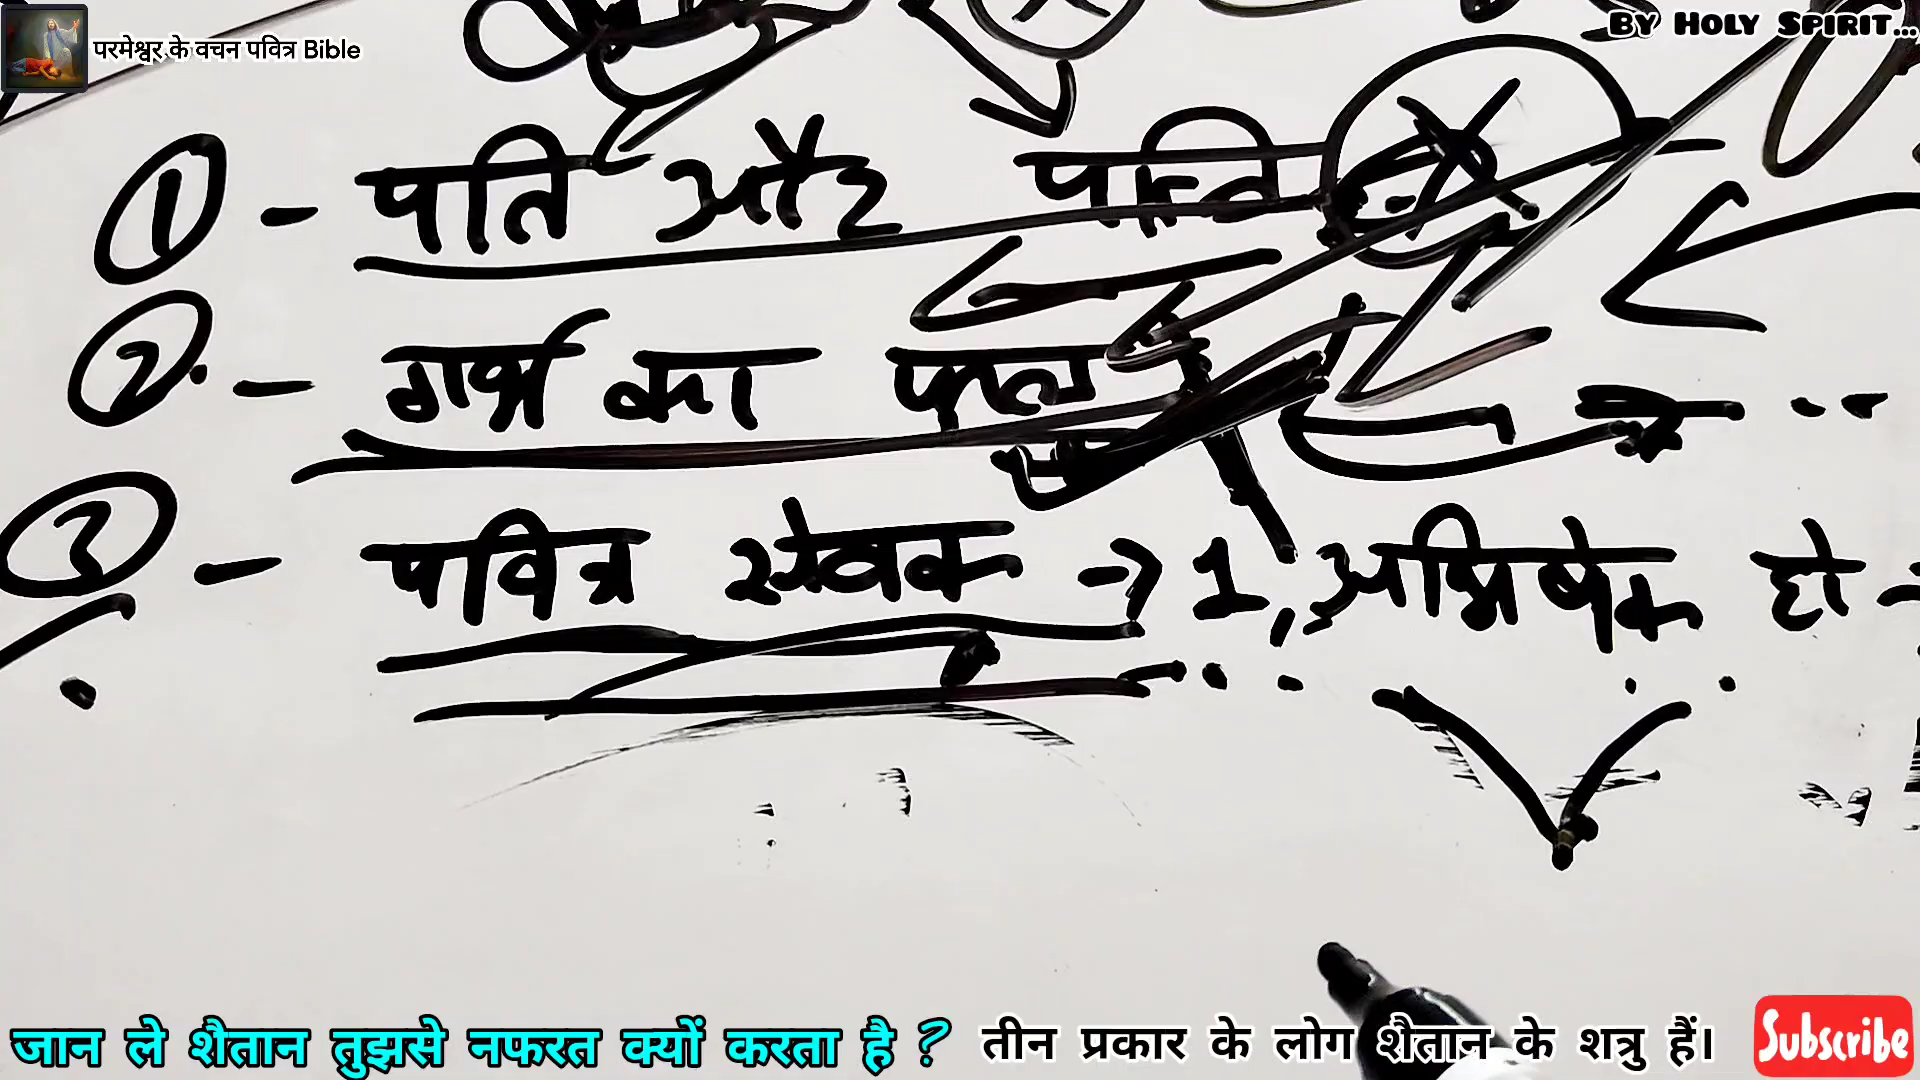 परमेश्वर के वचन पवित्र Bible
By Holy Spirit...
① - पति और पत्नि
② - गर्भ का फल
③ - पवित्र सेवक → 1, अभिषेक हो -
जान ले शैतान तुझसे नफरत क्यों करता है ? तीन प्रकार के लोग शैतान के शत्रु हैं।
Subscribe